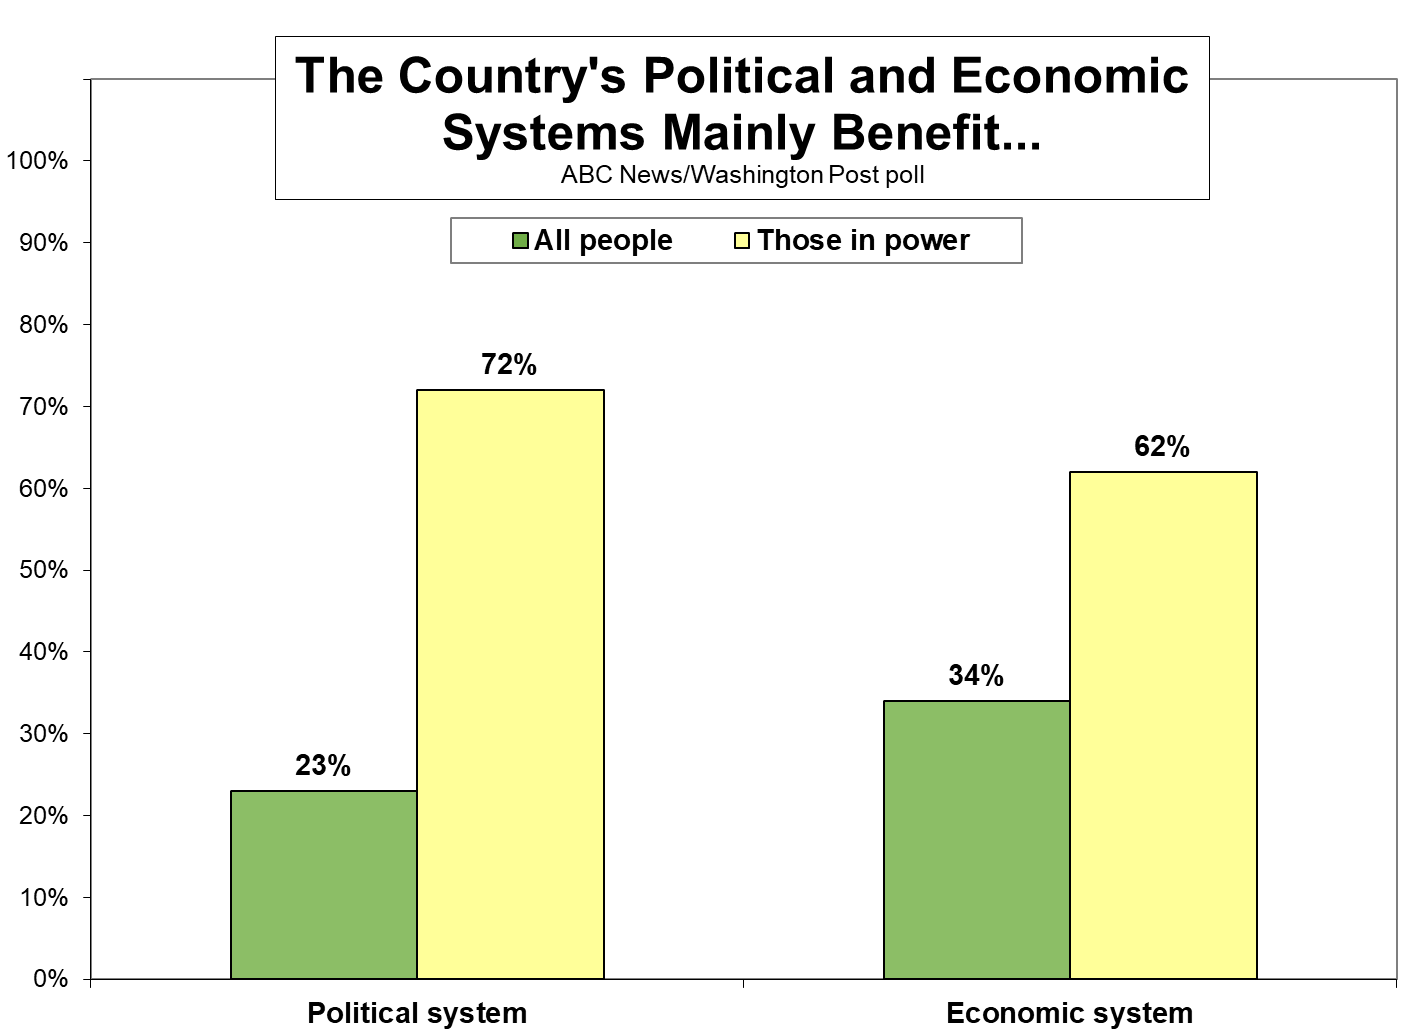 The Country's Political and Economic
Systems Mainly Benefit...
ABC News/Washington Post poll
All people
Those in power
100%
90%
80%
70%
60%
50%
40%
30%
20%
10%
0%
72%
62%
34%
23%
Political system
Economic system